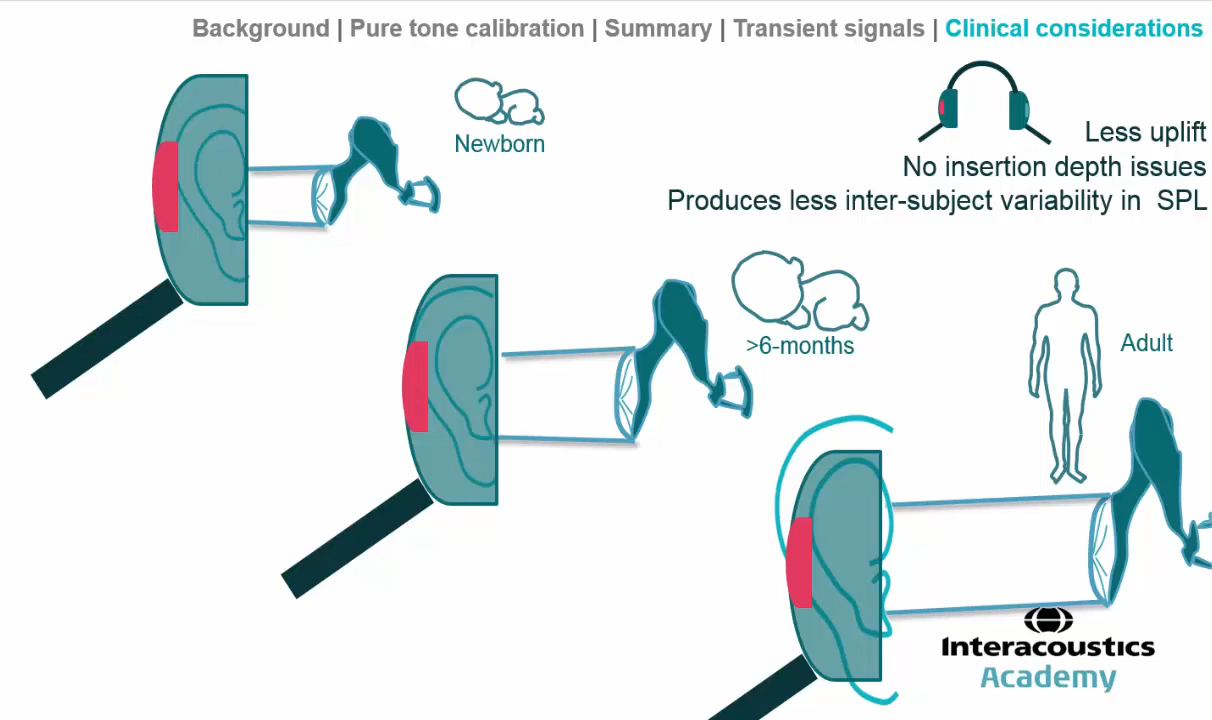 Background | Pure tone calibration | Summary | Transient signals | Clinical considerations
Newborn
Less uplift
No insertion depth issues
Produces less inter-subject variability in SPL
>6-months
Adult
Interacoustics
Academy